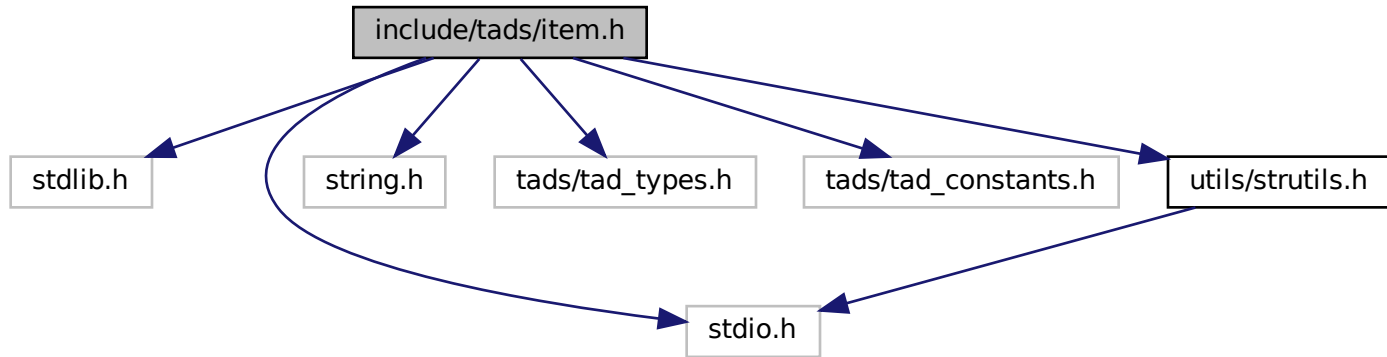 include/tads/item.h
stdlib.h
string.h
tads/tad_types.h
tads/tad_constants.h
utils/strutils.h
stdio.h